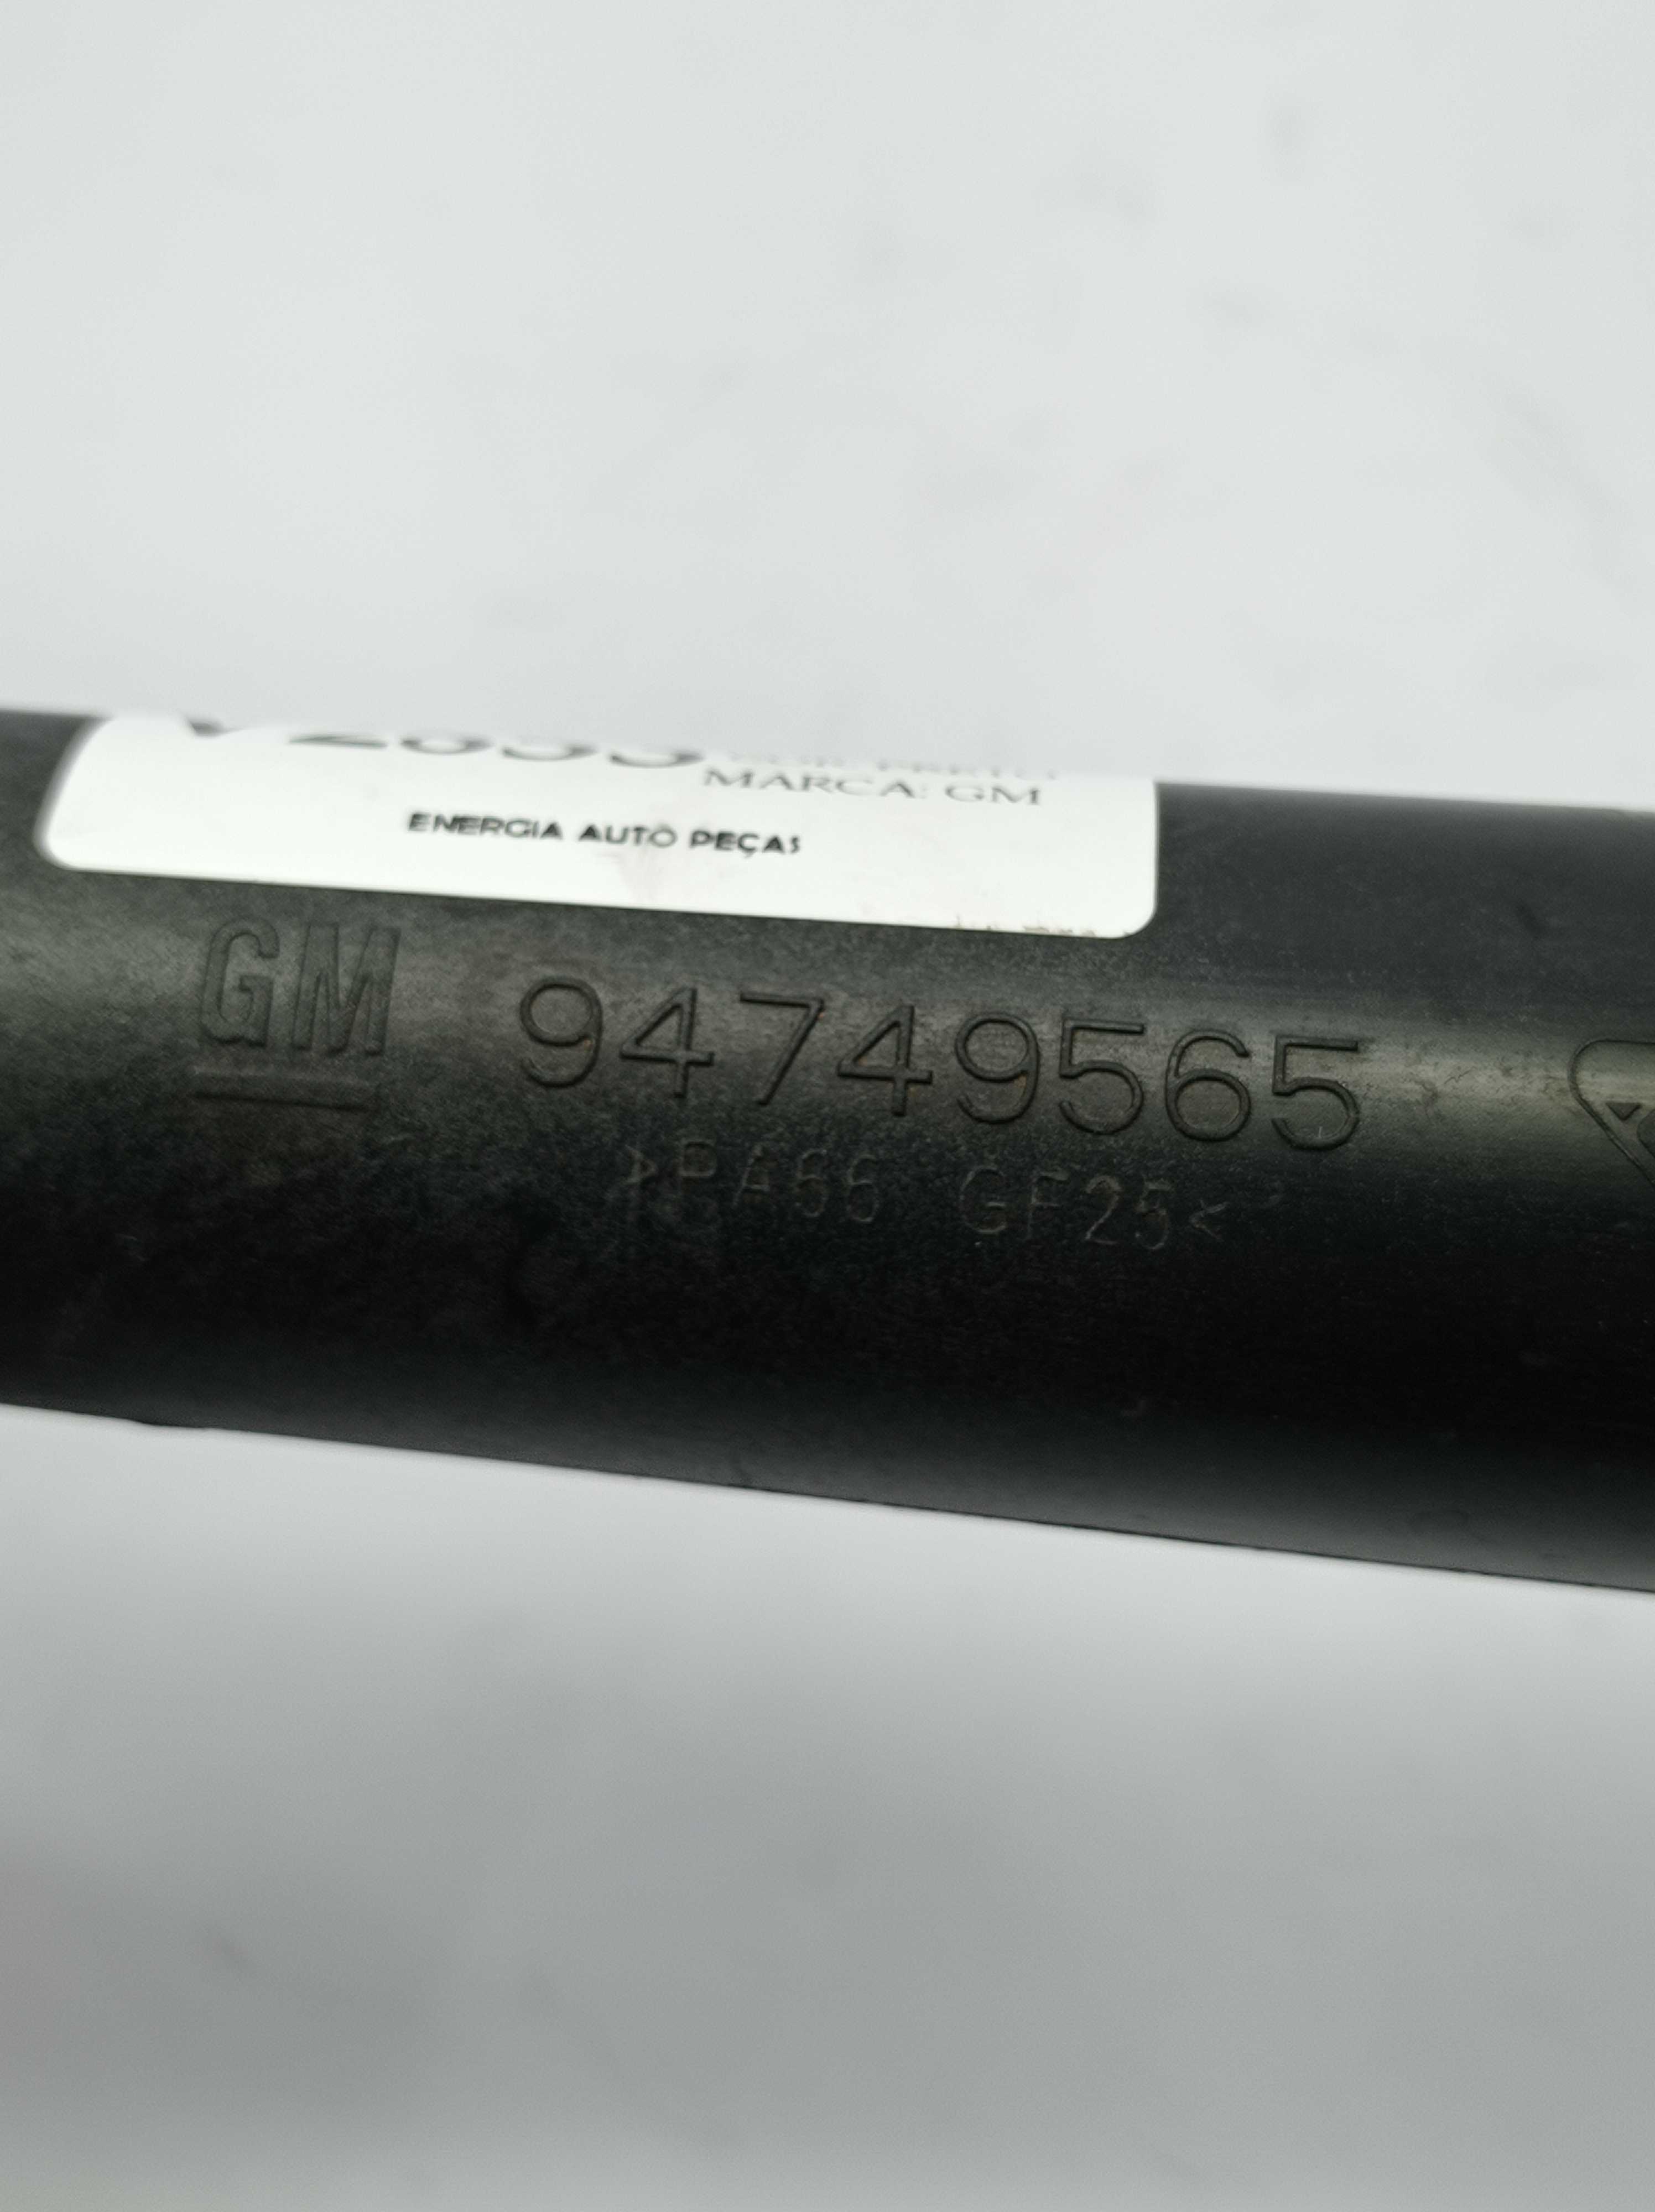 MARCA: GM
ENERGIA AUTO PEÇAS
GM 94749565
>PA66 GF25<